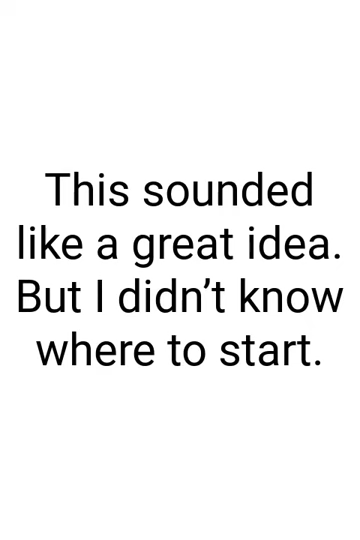 This sounded
like a great idea.
But I didn’t know
where to start.